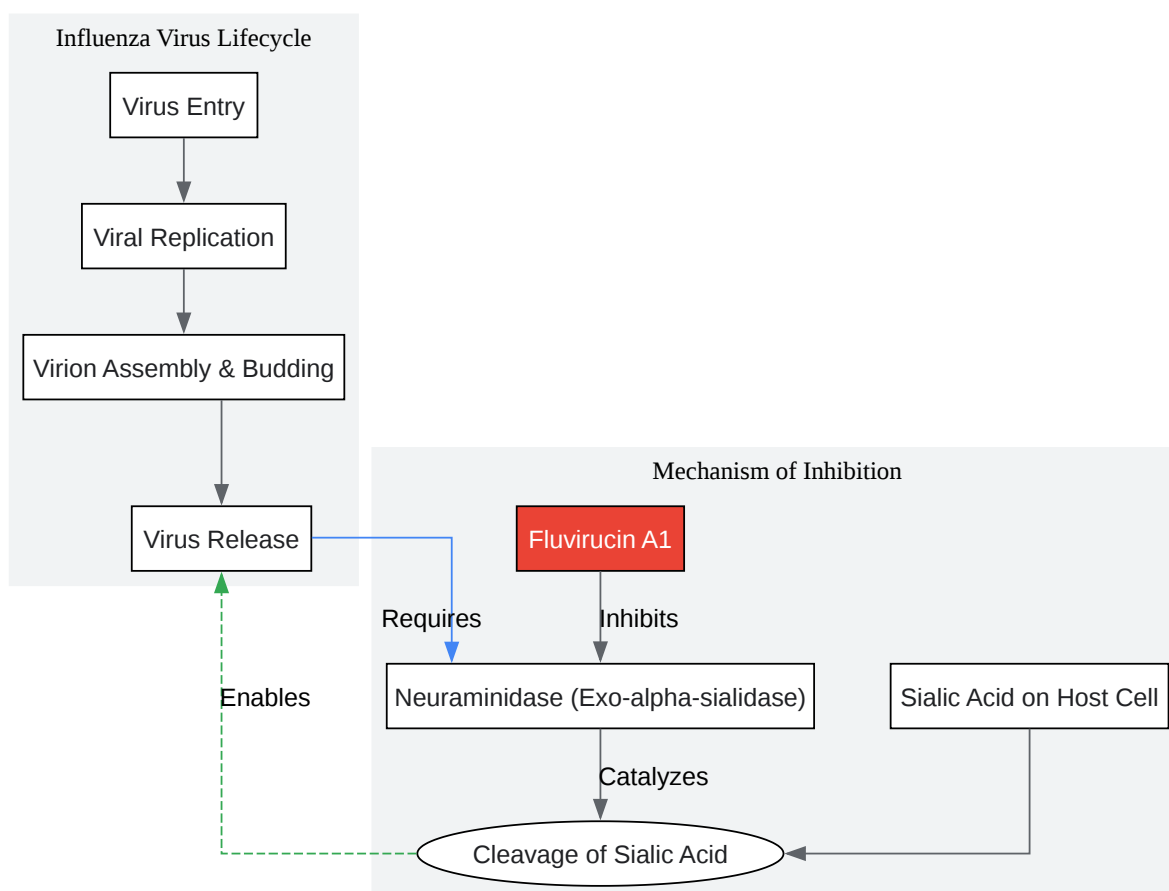 Influenza Virus Lifecycle
Virus Entry
Viral Replication
Virion Assembly & Budding
Mechanism of Inhibition
Virus Release
Fluvirucin A1
Requires
Inhibits
Neuraminidase (Exo-alpha-sialidase)
Sialic Acid on Host Cell
Enables
Catalyzes
Cleavage of Sialic Acid